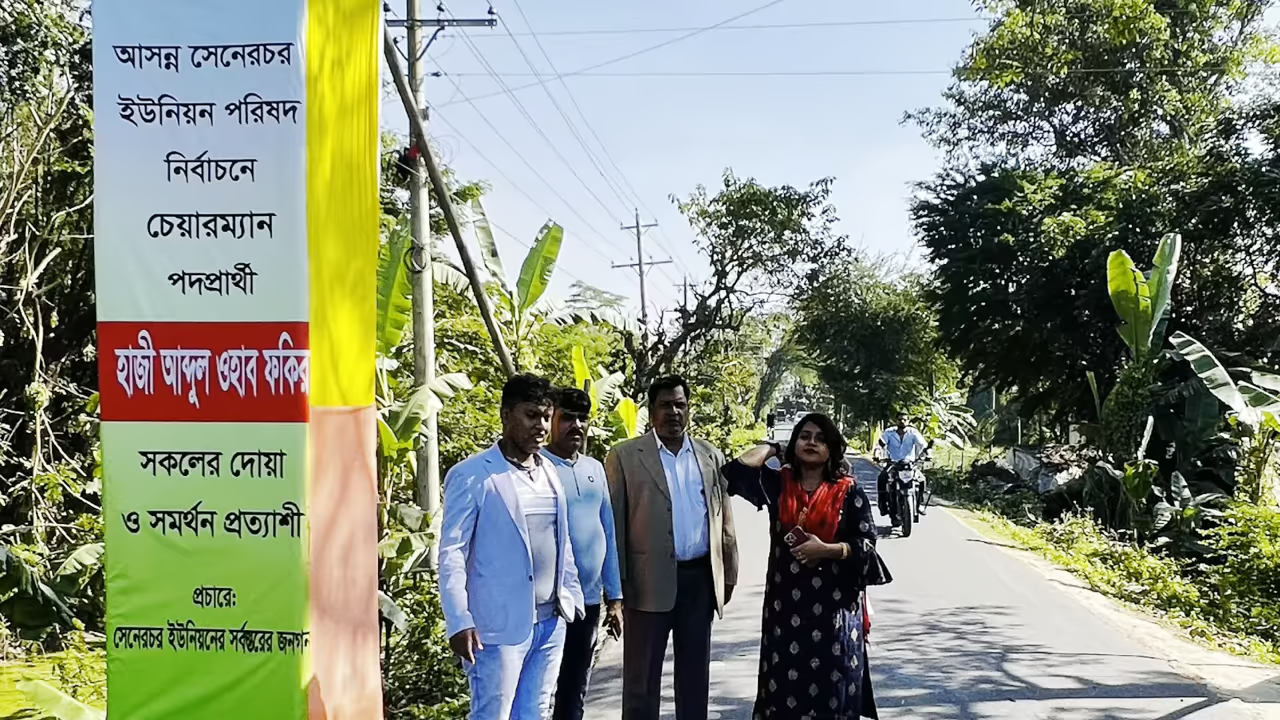 আসন্ন সেনেরচর
ইউনিয়ন পরিষদ
নির্বাচনে
চেয়ারম্যান
পদপ্রার্থী
হাজী আব্দুল ওহাব ফকির
সকলের দোয়া
ও সমর্থন প্রত্যাশী
প্রচারে:
সেনেরচর ইউনিয়নের সর্বস্তরের জনগন